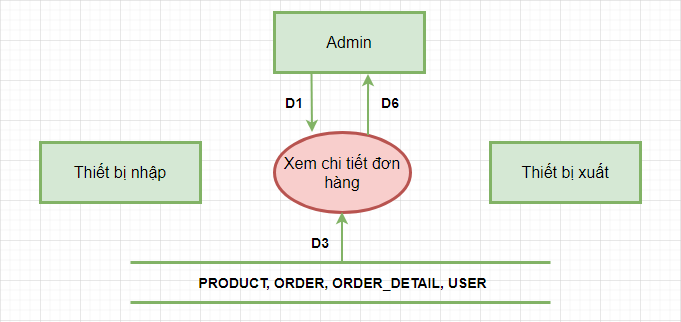 Admin
D1
D6
Thiết bị nhập
Xem chi tiết đơn
hàng
Thiết bị xuất
D3
PRODUCT, ORDER, ORDER_DETAIL, USER